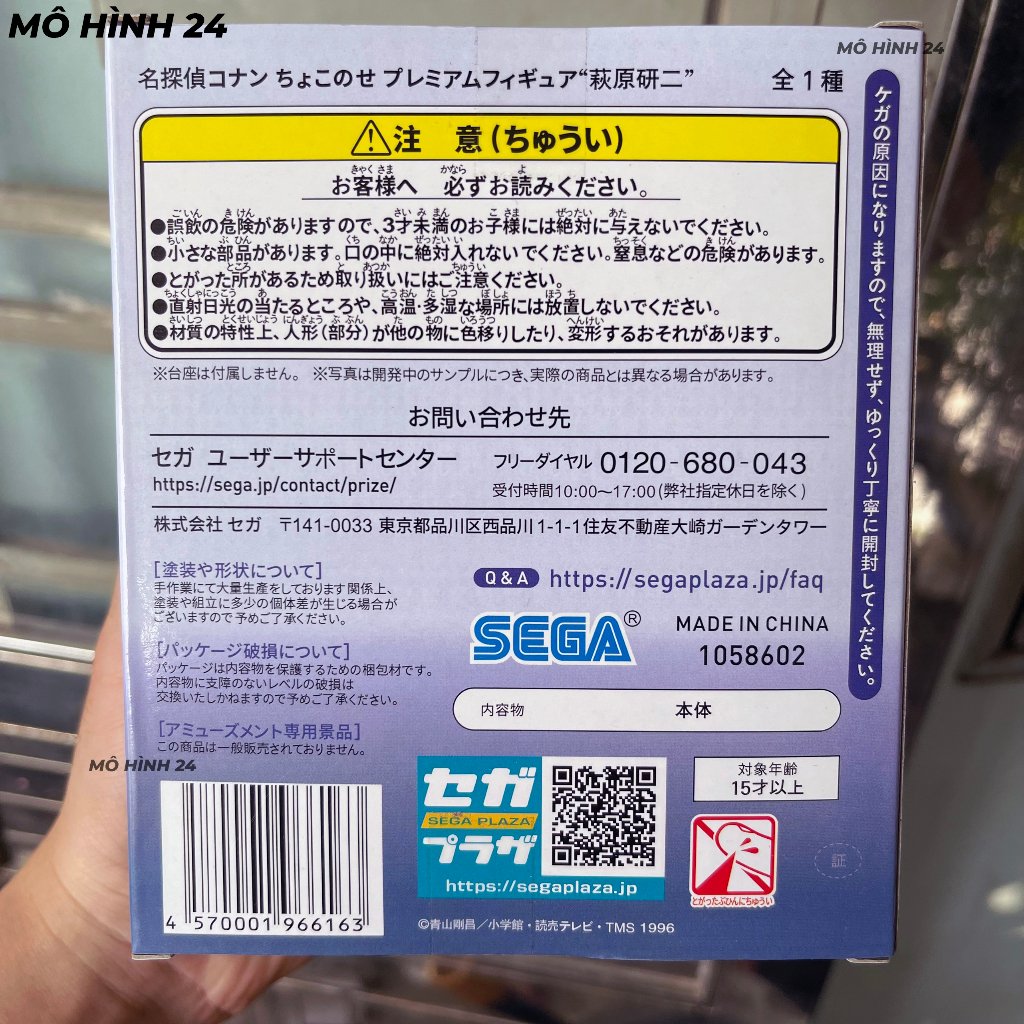 MÔ HÌNH 24
MÔ HÌNH 24
名探偵コナン ちょこのせ プレミアムフィギュア“萩原研二” 全1種
⚠注 意(ちゅうい)
お客様へ 必ずお読みください。
●誤飲の危険がありますので、3才未満のお子様には絶対に与えないでください。
●小さな部品があります。口の中に絶対入れないでください。窒息などの危険があります。
●とがった所があるため取り扱いにはご注意ください。
●直射日光の当たるところや、高温・多湿な場所には放置しないでください。
●材質の特性上、人形(部分)が他の物に色移りしたり、変形するおそれがあります。
※台座は付属しません。 ※写真は開発中のサンプルにつき、実際の商品とは異なる場合があります。
ケガの原因になりますので、無理せず、ゆっくり丁寧に開封してください。
お問い合わせ先
セガ ユーザーサポートセンター フリーダイヤル 0120-680-043
https://sega.jp/contact/prize/ 受付時間10:00〜17:00(弊社指定休日を除く)
株式会社 セガ 〒141-0033 東京都品川区西品川1-1-1住友不動産大崎ガーデンタワー
[塗装や形状について]
手作業にて大量生産をしております関係上、
塗装や組立に多少の個体差が生じる場合が
ございますので予めご了承ください。
[パッケージ破損について]
パッケージは内容物を保護するための梱包材です。
内容物に支障のないレベルの破損は
交換いたしかねますので予めご了承ください。
[アミューズメント専用景品]
この商品は一般販売されておりません。
MÔ HÌNH 24
Q&A https://segaplaza.jp/faq
SEGA®
MADE IN CHINA
1058602
内容物 本体
セガ
SEGA PLAZA
プラザ
https://segaplaza.jp
対象年齢
15才以上
とがったぶひんにちゅうい
証
4 570001 966163
©青山剛昌/小学館・読売テレビ・TMS 1996